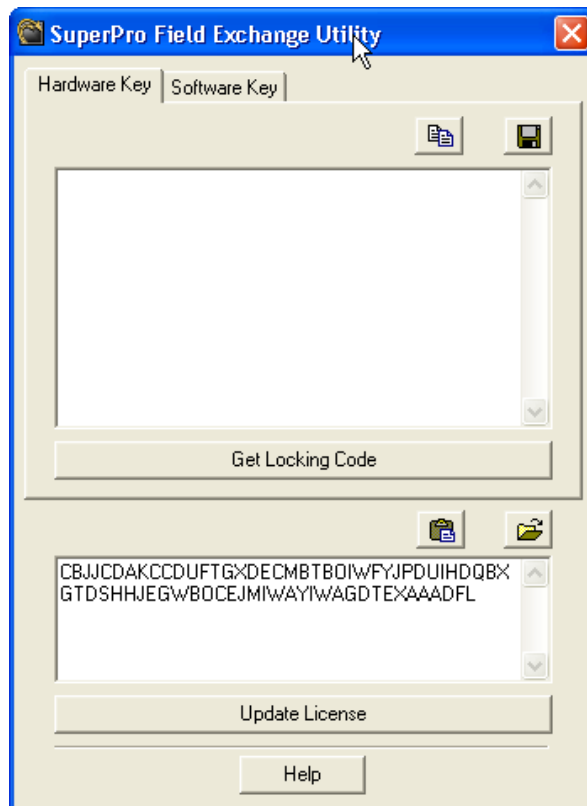 SuperPro Field Exchange Utility
Hardware Key
Software Key
Get Locking Code
CBJJCDAKCCDUFTGXDECMBTBOIWFYJPDUIHDQBX
GTDSHHJEGWBOCEJMIWAYIWAGDTEXAAADFL
Update License
Help